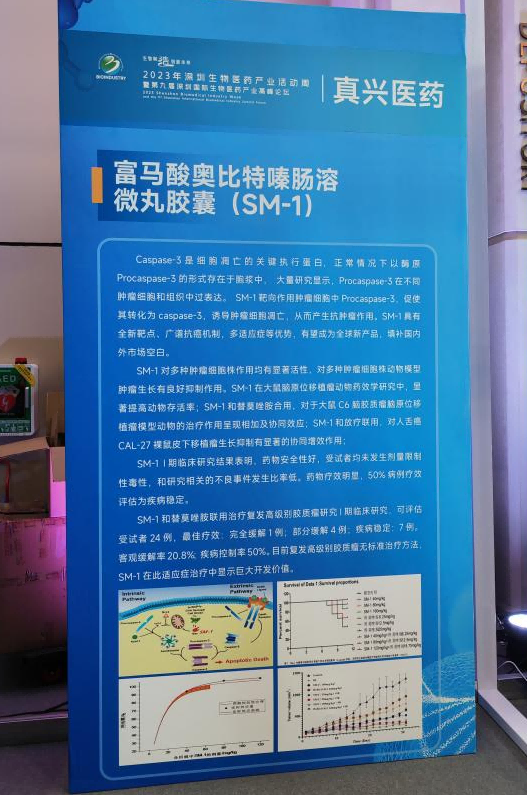 BIOINDUSTRY
2023年深圳生物医药产业活动周
暨第九届深圳国际生物医药产业高峰论坛
2023 Shenzhen Biomedical Industry Week
真兴医药
富马酸奥比特嗪肠溶
微丸胶囊（SM-1）
Caspase-3 是细胞凋亡的关键执行蛋白，正常情况下以酶原
Procaspase-3 的形式存在于胞浆中，大量研究显示，Procaspase-3 在不同
肿瘤细胞和组织中过表达。SM-1 靶向作用肿瘤细胞中 Procaspase-3，促使
其转化为 caspase-3，诱导肿瘤细胞凋亡，从而产生抗肿瘤作用。SM-1 具有
全新靶点、广谱抗癌机制，多适应症等优势，有望成为全球新产品，填补国内
外市场空白。
SM-1 对多种肿瘤细胞株作用均有显著活性，对多种肿瘤细胞株动物模型
肿瘤生长有良好抑制作用。SM-1 在大鼠脑原位移植瘤动物药效学研究中，显
著提高动物存活率；SM-1 和替莫唑胺合用，对于大鼠 C6 脑胶质瘤脑原位移
植瘤模型动物的治疗作用呈现相加及协同效应；SM-1 和放疗联用，对人舌癌
CAL-27 裸鼠皮下移植瘤生长抑制有显著的协同增效作用；
SM-1 I 期临床研究结果表明，药物安全性好，受试者均未发生剂量限制
性毒性，和研究相关的不良事件发生比率低。药物疗效明显，50% 病例疗效
评估为疾病稳定。
SM-1 和替莫唑胺联用治疗复发高级别胶质瘤研究 I 期临床研究，可评估
受试者 24 例，最佳疗效：完全缓解 1 例；部分缓解 4 例；疾病稳定：7 例，
客观缓解率 20.8%；疾病控制率 50%。目前复发高级别胶质瘤无标准治疗方法，
SM-1 在此适应症治疗中显示巨大开发价值。
Intrinsic
Pathway
Extrinsic
Pathway
Apoptotic Death
Survival of Data 1:Survival proportions
Percent survival
AED